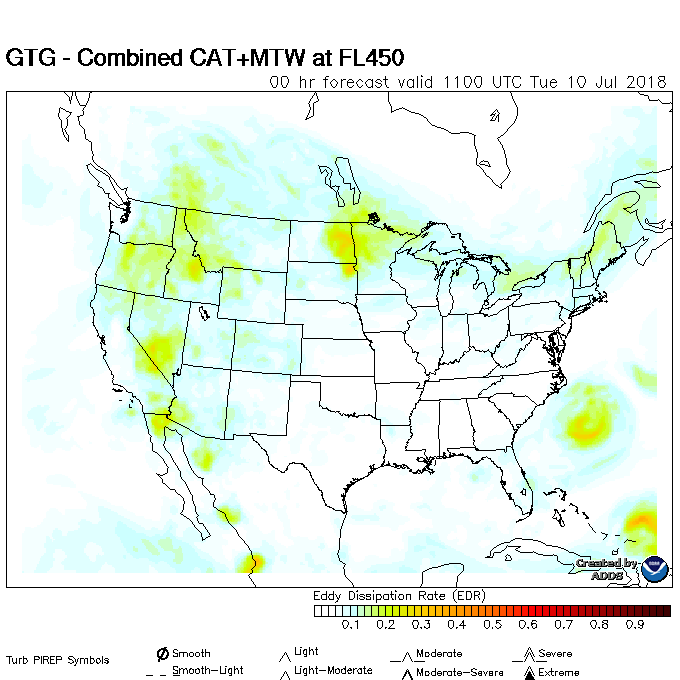 GTG - Combined CAT+MTW at FL450
00 hr forecast valid 1100 UTC Tue 10 Jul 2018
Created by
ADDS
Eddy Dissipation Rate (EDR)
0.1 0.2 0.3 0.4 0.5 0.6 0.7 0.8 0.9
Turb PIREP Symbols
Smooth Light Moderate Severe
Smooth-Light Light-Moderate Moderate-Severe Extreme